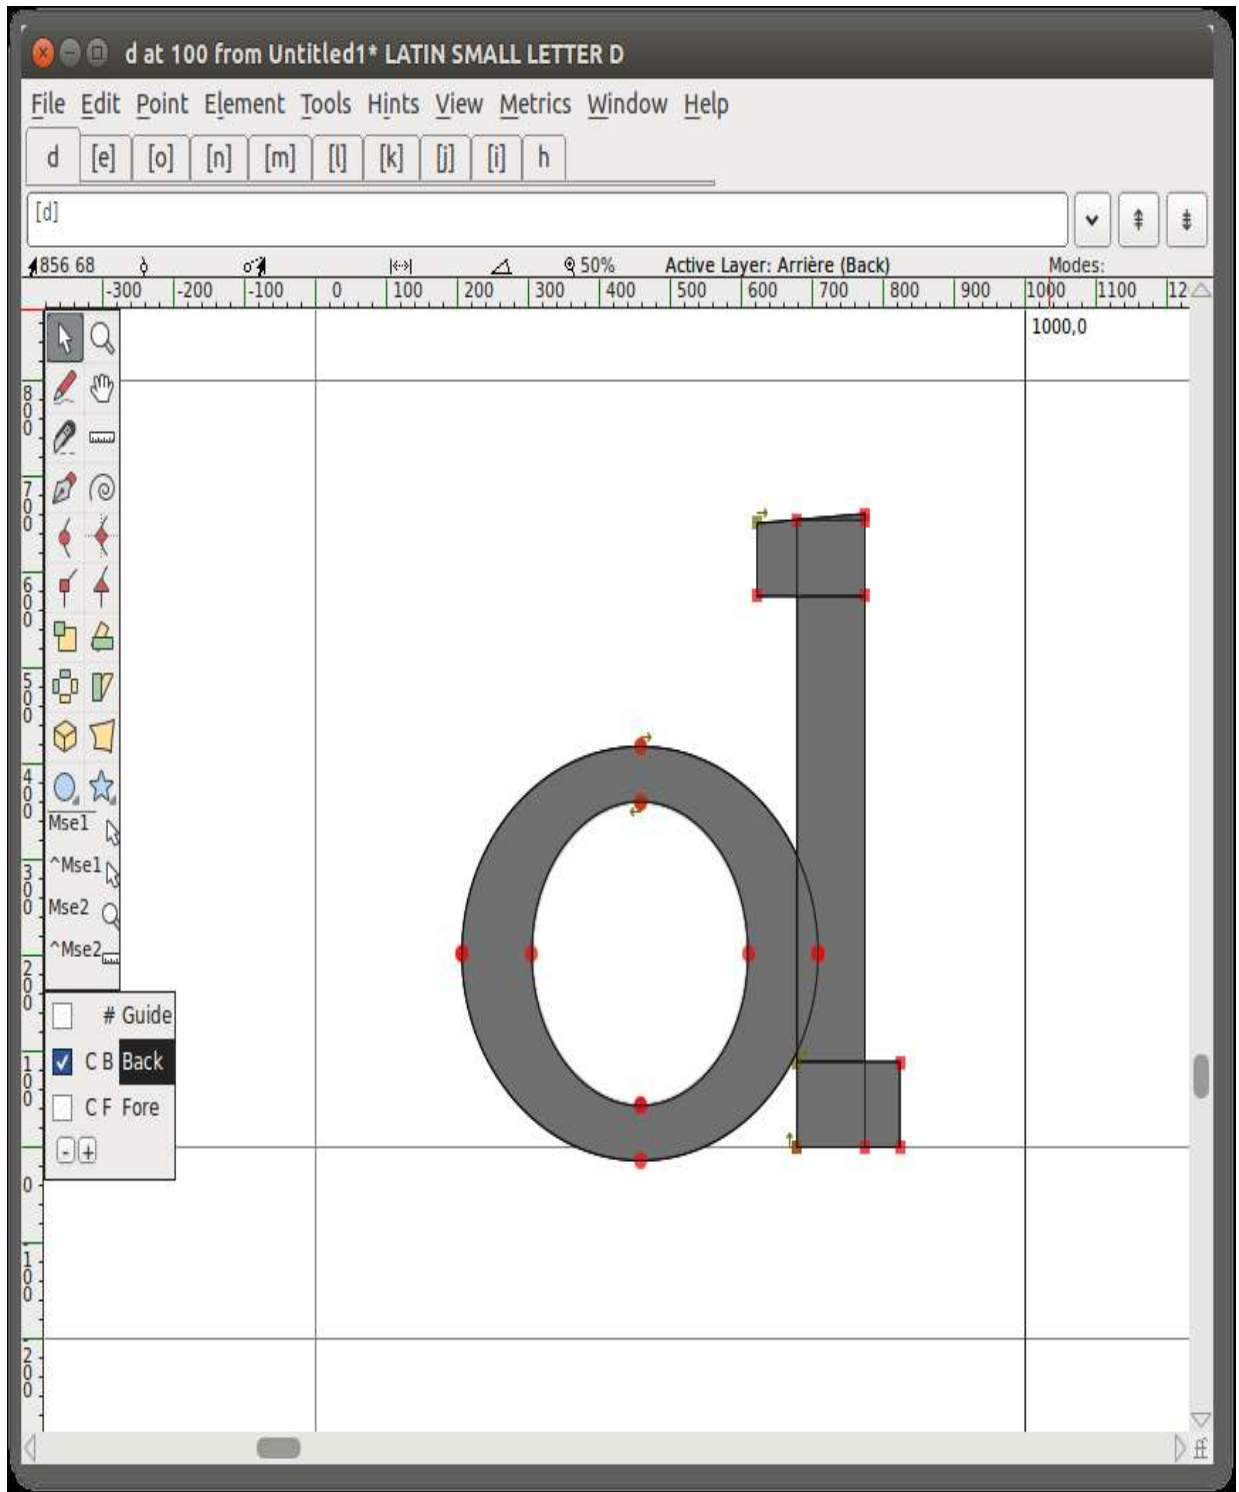 d at 100 from Untitled1* LATIN SMALL LETTER D
File Edit Point Element Tools Hints View Metrics Window Help
d [e] [o] [n] [m] [l] [k] [j] [i] h
[d]
856 68 50% Active Layer: Arrière (Back) Modes:
-300 -200 -100 0 100 200 300 400 500 600 700 800 900 1000 1100 12
1000,0
800
700
600
500
400
Mse1
^Mse1
300
Mse2
^Mse2
200
# Guide
C B Back
100
C F Fore
- +
0
-100
-200
ff